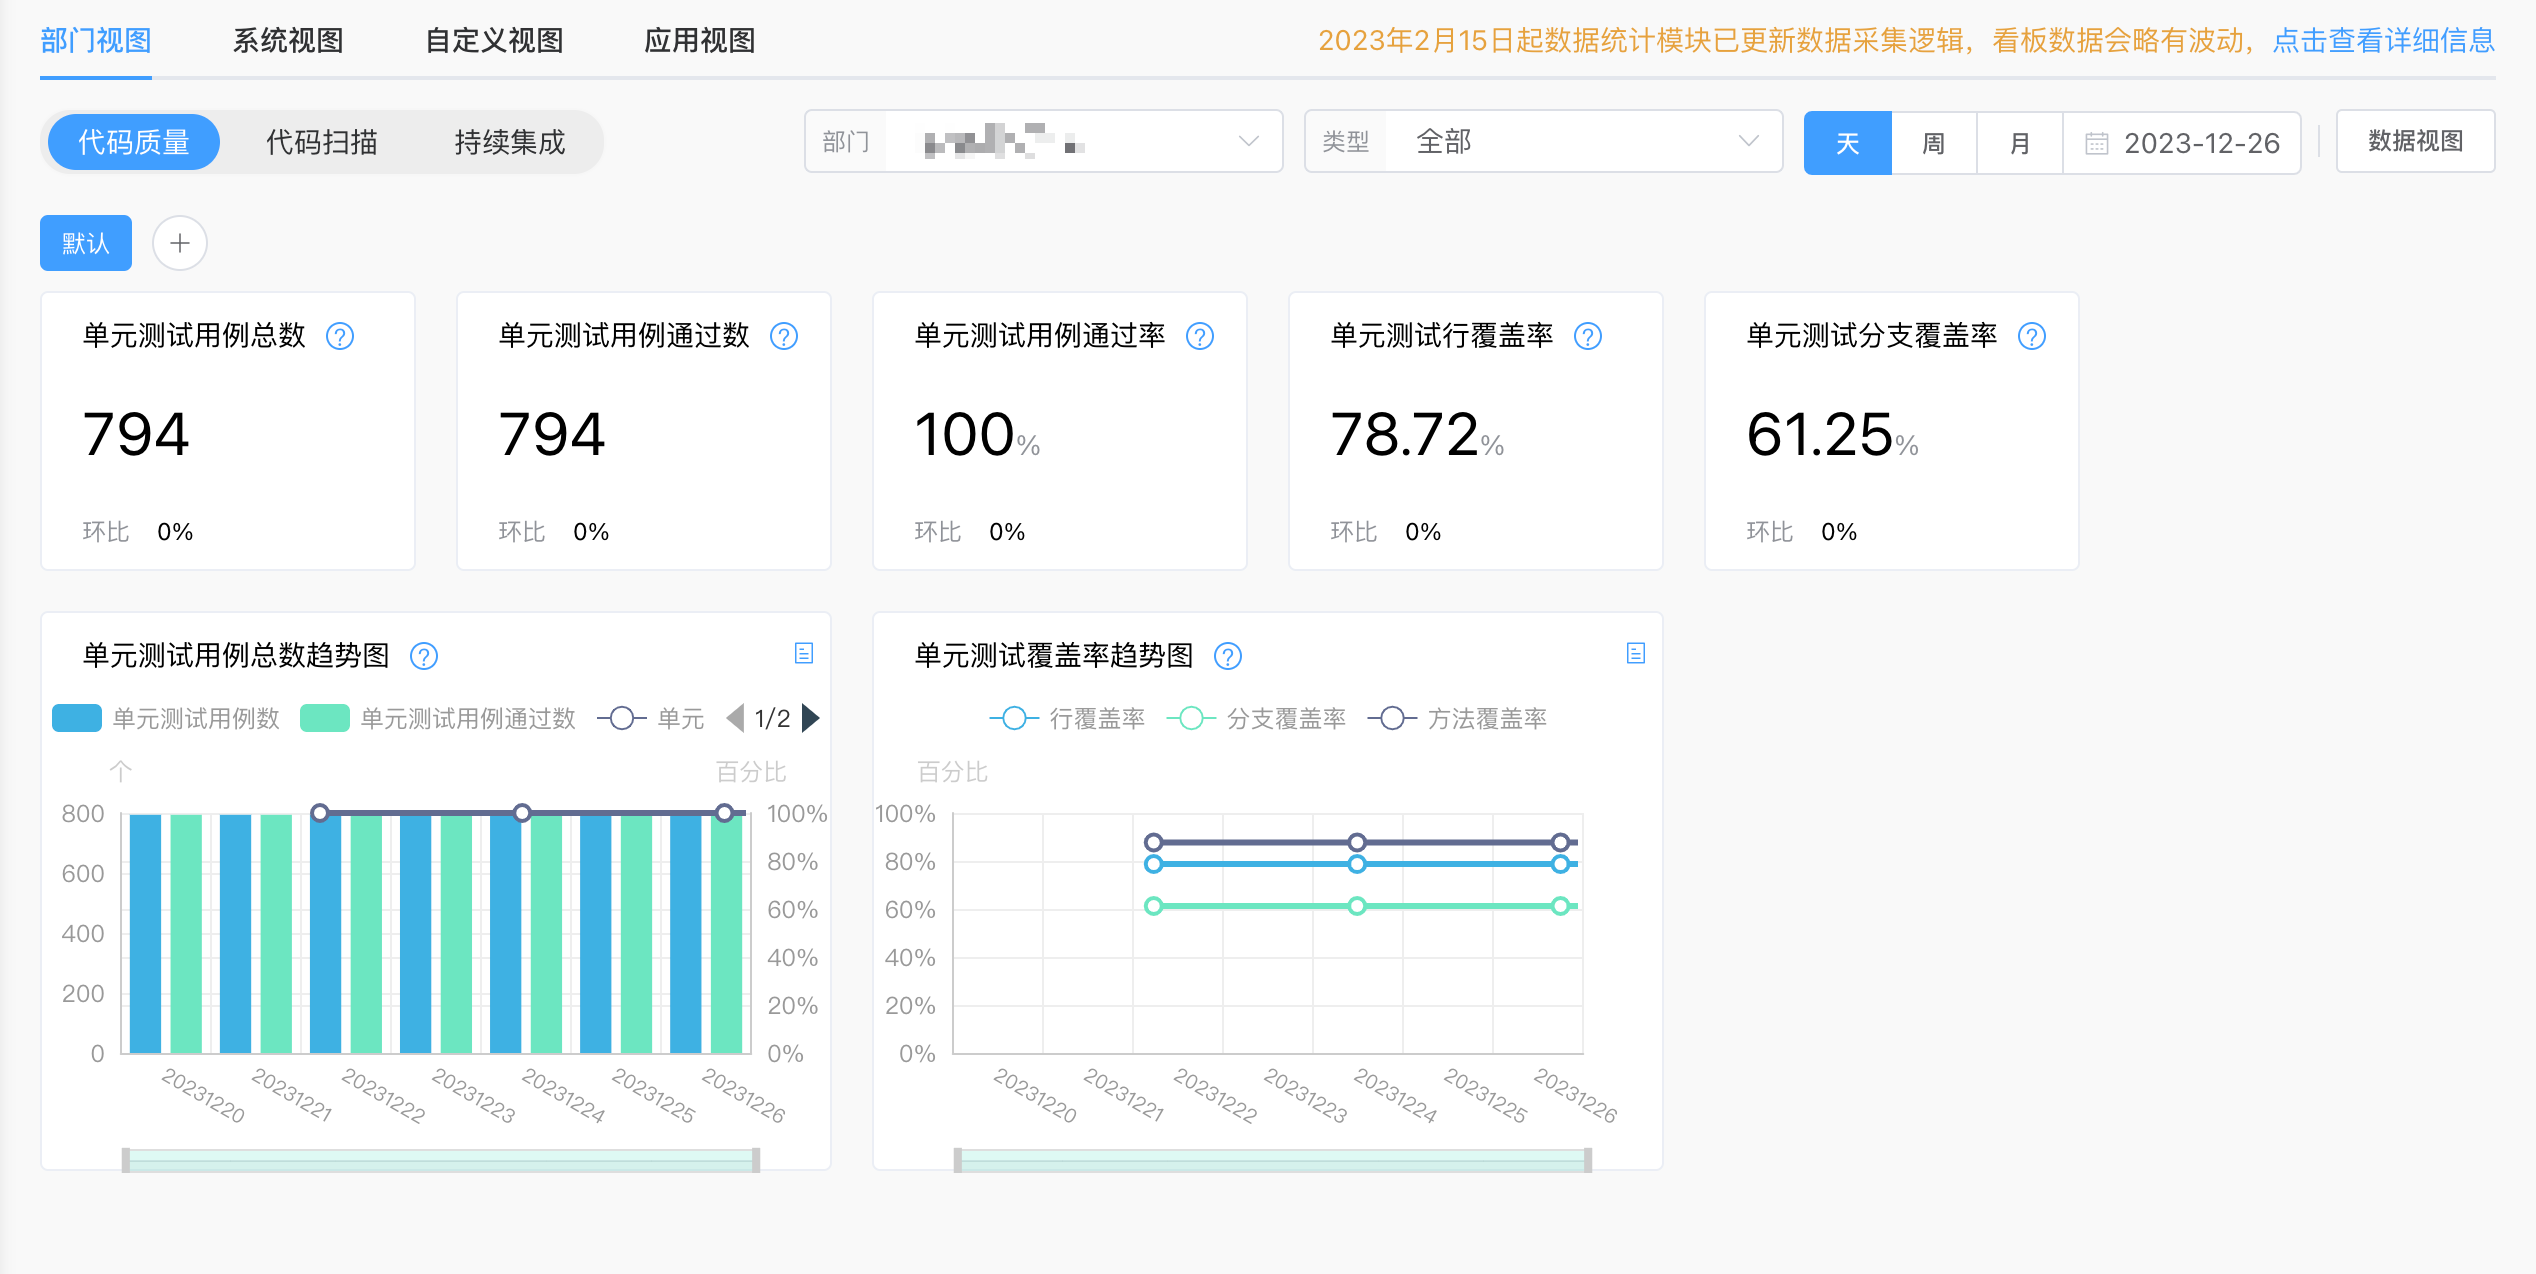 部门视图 系统视图 自定义视图 应用视图 2023年2月15日起数据统计模块已更新数据采集逻辑，看板数据会略有波动，点击查看详细信息
代码质量 代码扫描 持续集成 部门 类型 全部 天 周 月 2023-12-26 数据视图
默认
单元测试用例总数 单元测试用例通过数 单元测试用例通过率 单元测试行覆盖率 单元测试分支覆盖率
794 794 100% 78.72% 61.25%
环比 0% 环比 0% 环比 0% 环比 0% 环比 0%
单元测试用例总数趋势图
单元测试用例数 单元测试用例通过数 单元 1/2
个 百分比
800 100%
80%
600
60%
400
40%
200
20%
0 0%
20231220 20231221 20231222 20231223 20231224 20231225 20231226
单元测试覆盖率趋势图
行覆盖率 分支覆盖率 方法覆盖率
百分比
100%
80%
60%
40%
20%
0%
20231220 20231221 20231222 20231223 20231224 20231225 20231226